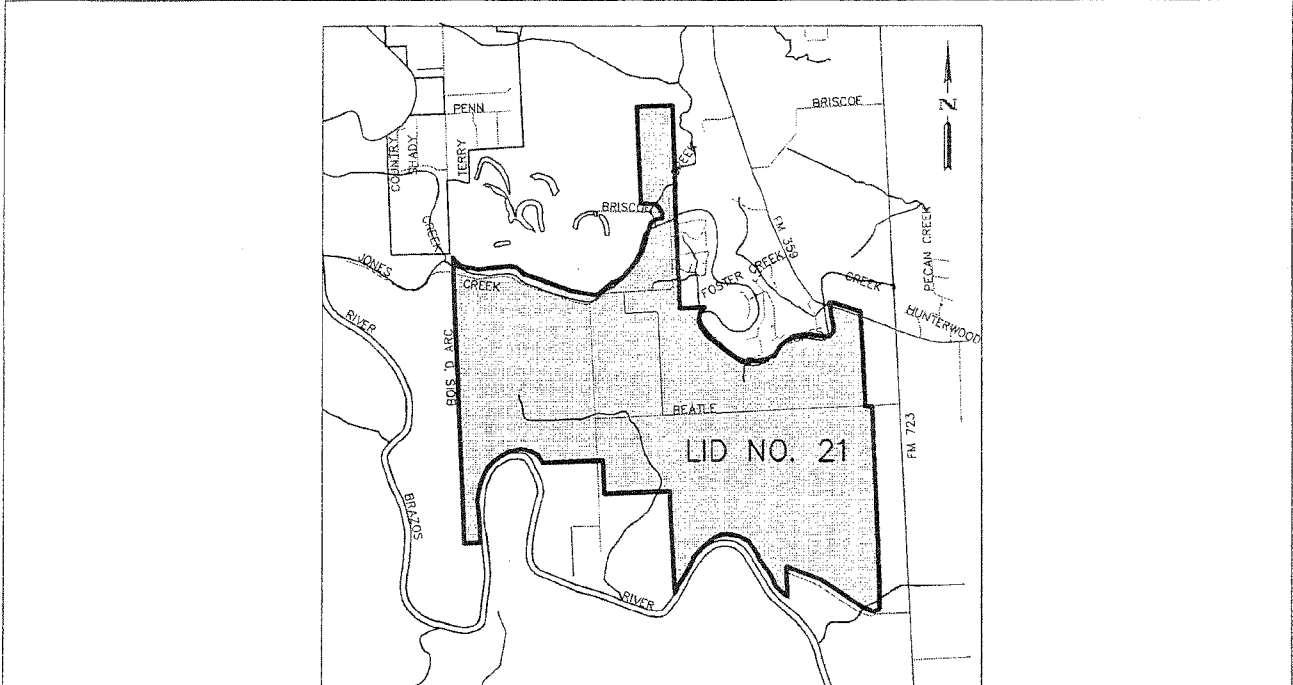 BRISCOE
PENN
N
COUNTRY
SHADY
TERRY
BRISCOE
CREEK
FM 359
PECAN CREEK
JONES
CREEK
FOSTER CREEK
CREEK
HUNTERWOOD
RIVER
BOIS 'D ARC
BEATLE
LID NO. 21
FM 723
BRAZOS
RIVER